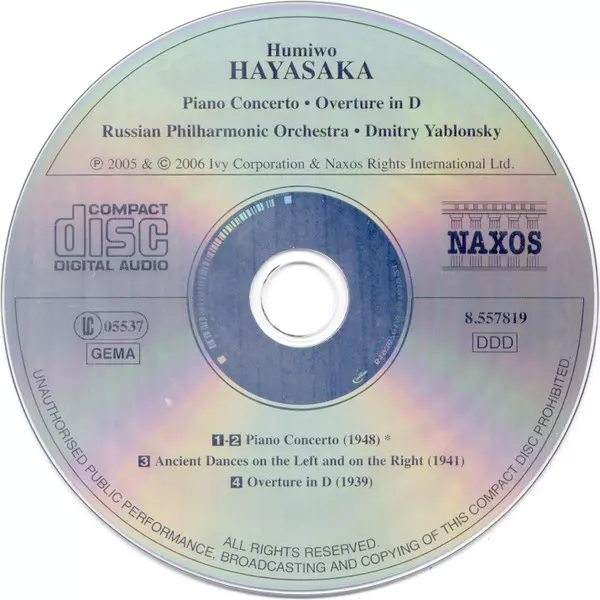 Humiwo
HAYASAKA
Piano Concerto • Overture in D
Russian Philharmonic Orchestra • Dmitry Yablonsky
℗ 2005 & © 2006 Ivy Corporation & Naxos Rights International Ltd.
COMPACT
disc
DIGITAL AUDIO
NAXOS
LC 05537
GEMA
8.557819
DDD
1-2 Piano Concerto (1948) *
3 Ancient Dances on the Left and on the Right (1941)
4 Overture in D (1939)
ALL RIGHTS RESERVED.
UNAUTHORISED PUBLIC PERFORMANCE, BROADCASTING AND COPYING OF THIS COMPACT DISC PROHIBITED.